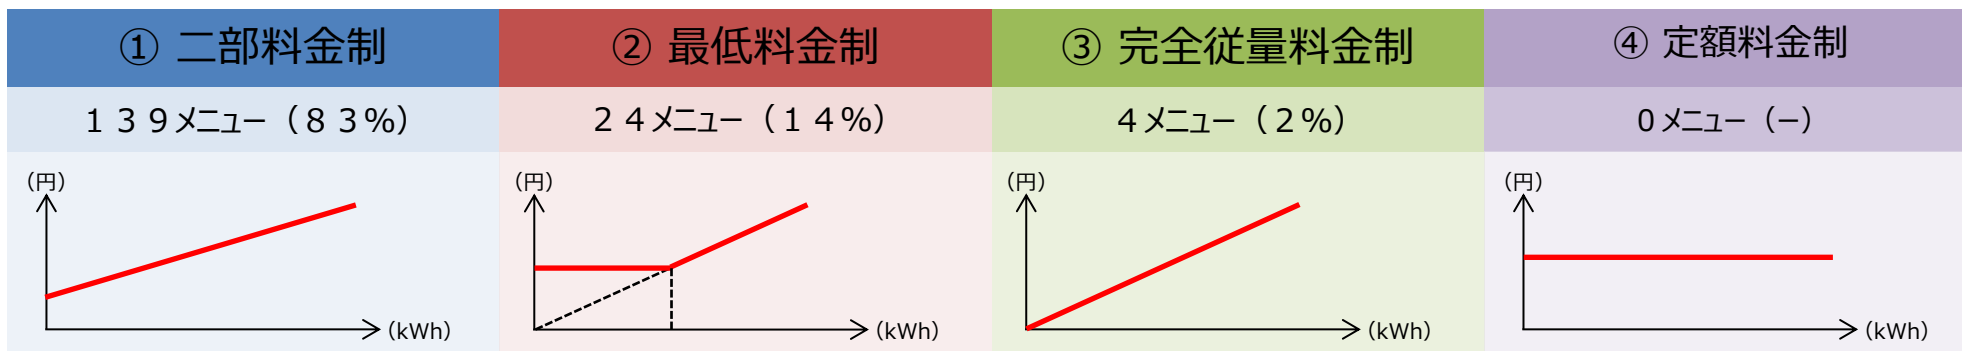 ① 二部料金制
１３９メニュー（８３%）
（円）
（kWh）
② 最低料金制
２４メニュー（１４%）
（円）
（kWh）
③ 完全従量料金制
４メニュー（２%）
（円）
（kWh）
④ 定額料金制
０メニュー（－）
（円）
（kWh）